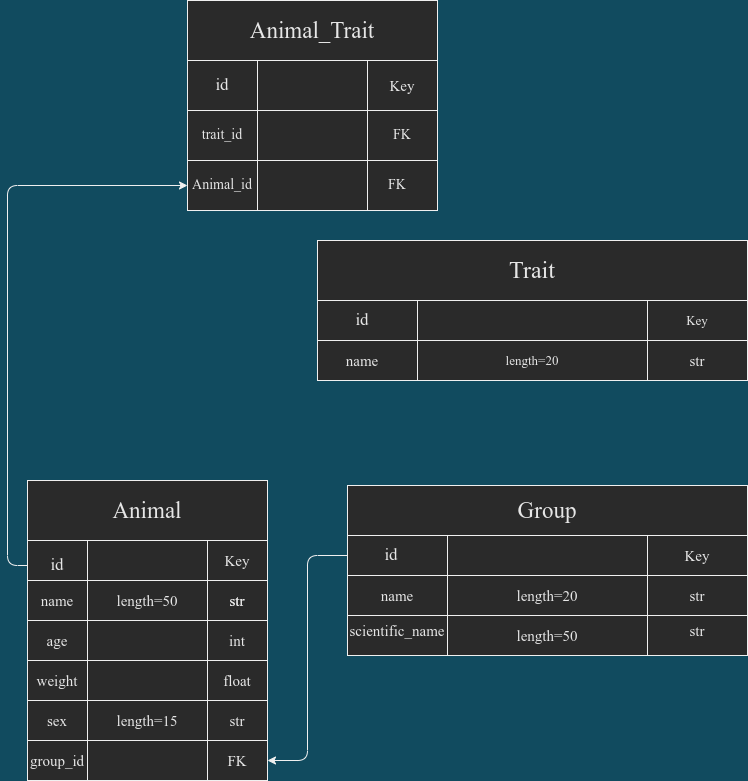 Animal_Trait
id Key
trait_id FK
Animal_id FK
Trait
id Key
name length=20 str
Animal
id Key
name length=50 str
age int
weight float
sex length=15 str
group_id FK
Group
id Key
name length=20 str
scientific_name length=50 str